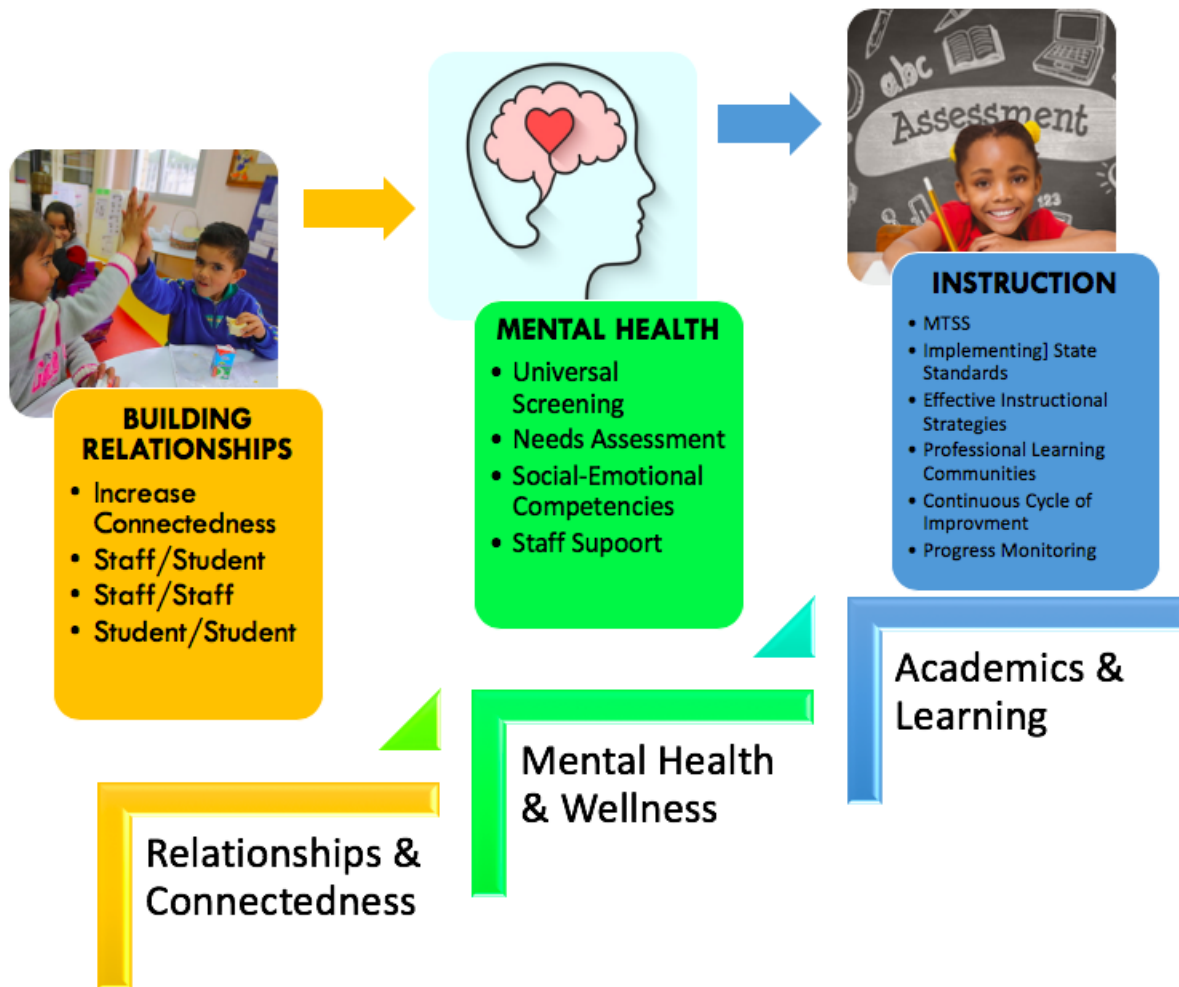 abc
Assessment
123
BUILDING
RELATIONSHIPS
• Increase
Connectedness
• Staff/Student
• Staff/Staff
• Student/Student
MENTAL HEALTH
• Universal
Screening
• Needs Assessment
• Social-Emotional
Competencies
• Staff Supoort
INSTRUCTION
• MTSS
• Implementing] State
Standards
• Effective Instructional
Strategies
• Professional Learning
Communities
• Continuous Cycle of
Improvment
• Progress Monitoring
Relationships &
Connectedness
Mental Health
& Wellness
Academics &
Learning